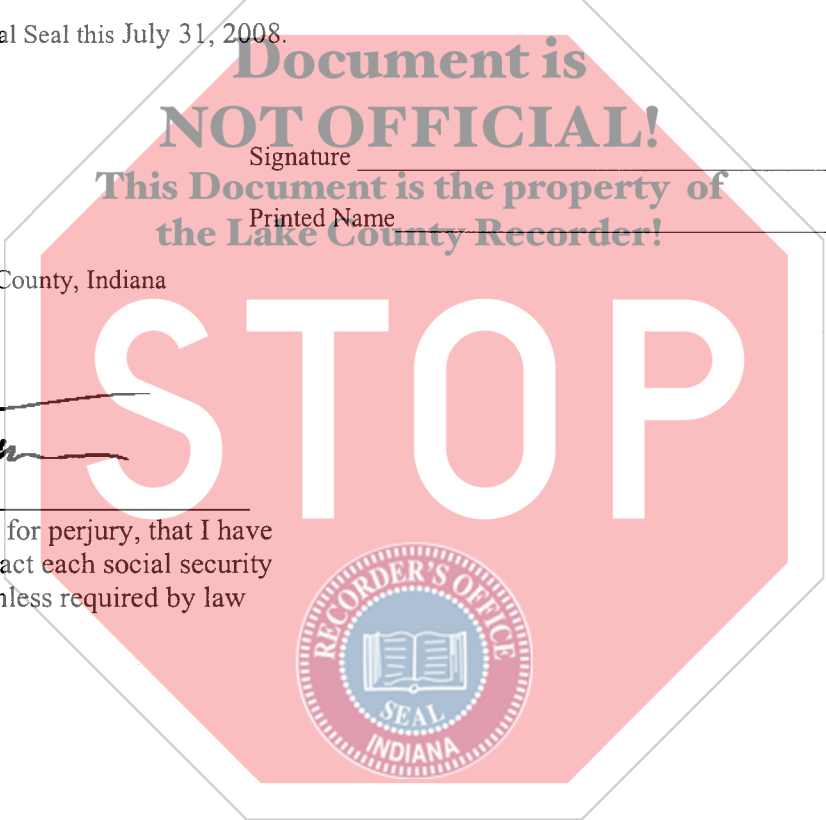 al Seal this July 31, 2008.
Document is
NOT OFFICIAL!
Signature
This Document is the property of
Printed Name
the Lake County Recorder!
County, Indiana
STOP
for perjury, that I have
act each social security
nless required by law
RECORDER'S OFFICE
SEAL
INDIANA